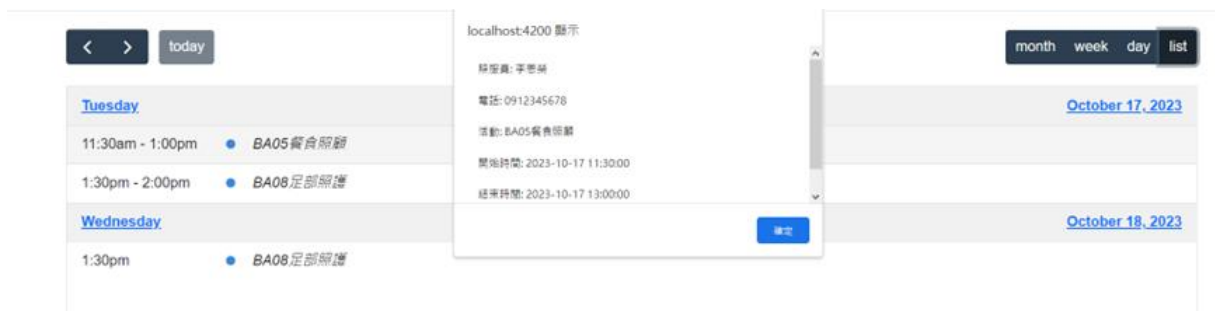 today
month week day list
Tuesday October 17, 2023
11:30am - 1:00pm BA05餐食照顧
1:30pm - 2:00pm BA08足部照護
Wednesday October 18, 2023
1:30pm BA08足部照護
localhost:4200 顯示
照服員: 李
電話: 0912345678
活動: BA05餐食照顧
開始時間: 2023-10-17 11:30:00
結束時間: 2023-10-17 13:00:00
確定